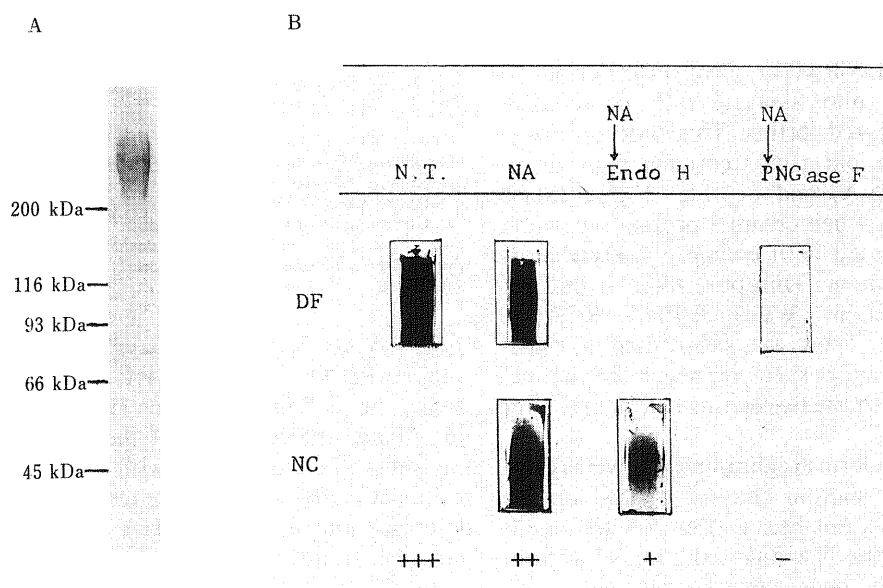 A
B
NA NA
N.T. NA Endo H PNGase F
200 kDa
116 kDa
93 kDa
66 kDa
45 kDa
DF
NC
+++ ++ + −